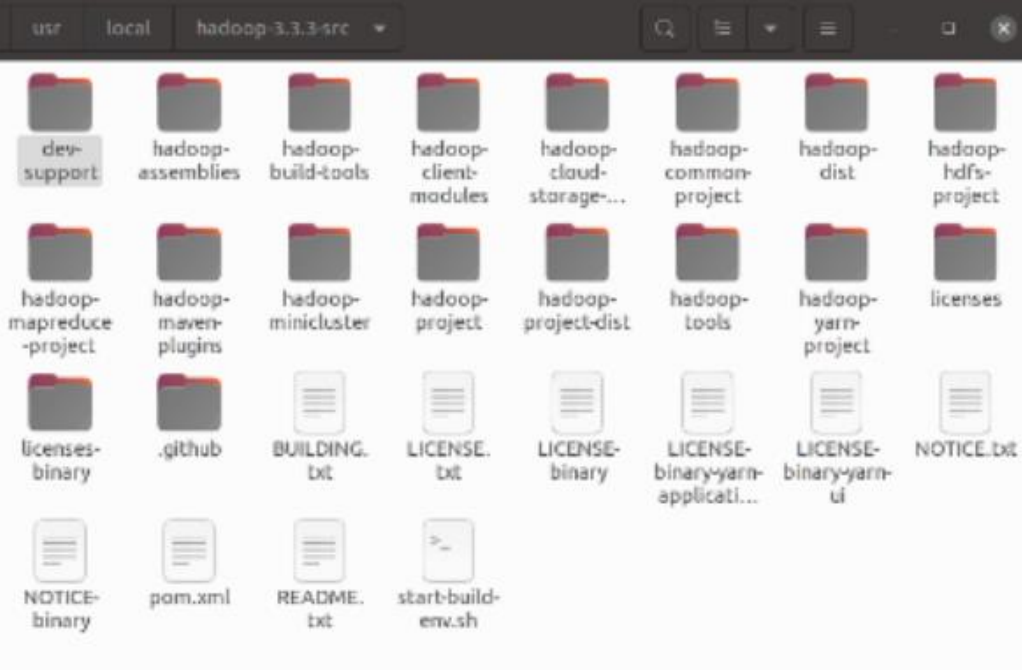 usr local hadoop-3.3.3-src
dev-
support
hadoop-
assemblies
hadoop-
build-tools
hadoop-
client-
modules
hadoop-
cloud-
storage-...
hadoop-
common-
project
hadoop-
dist
hadoop-
hdfs-
project
hadoop-
mapreduce
-project
hadoop-
maven-
plugins
hadoop-
minicluster
hadoop-
project
hadoop-
project-dist
hadoop-
tools
hadoop-
yarn-
project
licenses
licenses-
binary
.github
BUILDING.
txt
LICENSE.
txt
LICENSE-
binary
LICENSE-
binary-yarn-
applicati...
LICENSE-
binary-yarn-
ui
NOTICE.txt
NOTICE-
binary
pom.xml
README.
txt
start-build-
env.sh